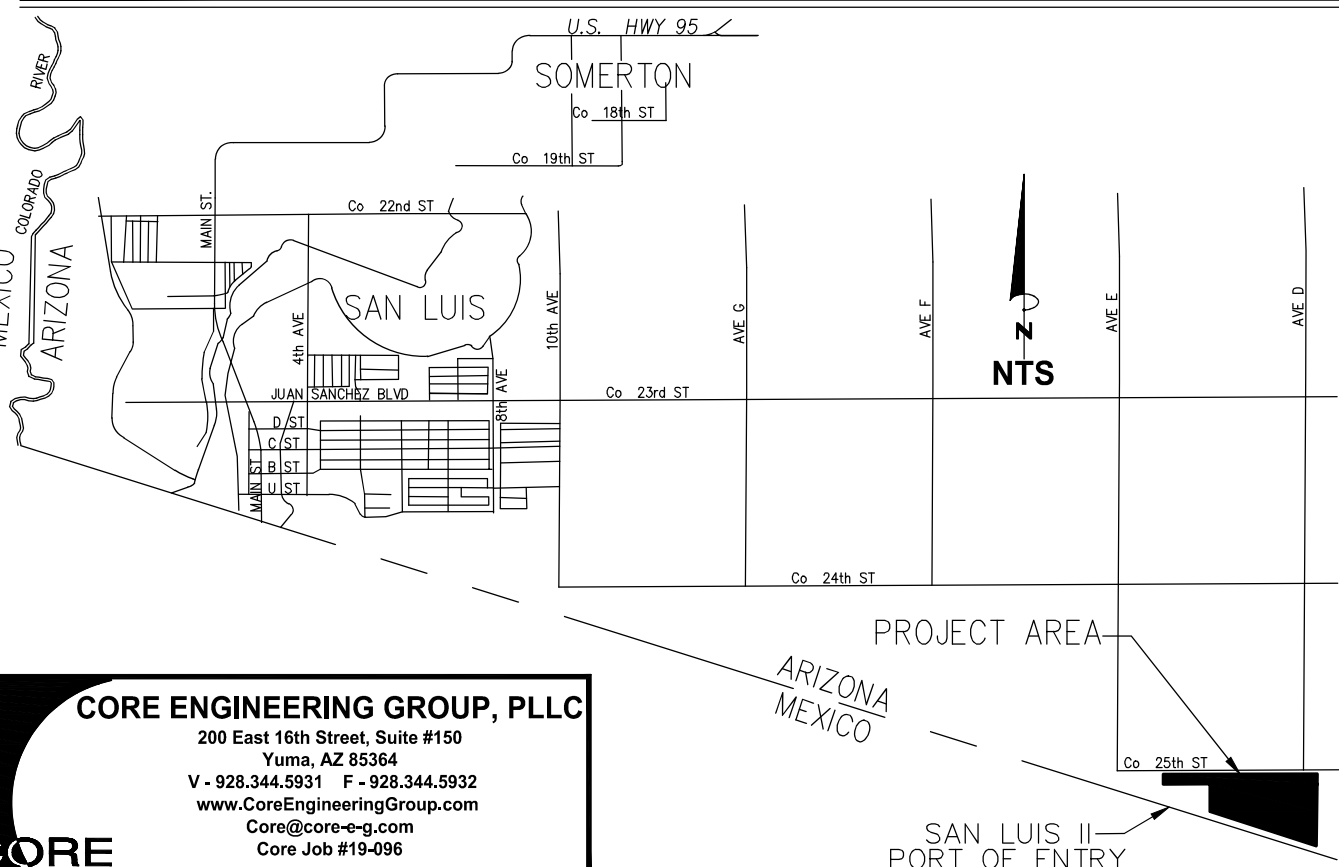 U.S. HWY 95
SOMERTON
Co 18th ST
Co 19th ST
RIVER
COLORADO
MEXICO
ARIZONA
MAIN ST.
Co 22nd ST
SAN LUIS
4th AVE
10th AVE
AVE G
AVE F
N
NTS
AVE E
AVE D
JUAN SANCHEZ BLVD
8th AVE
Co 23rd ST
D ST
C ST
B ST
U ST
MAIN ST
Co 24th ST
PROJECT AREA
ARIZONA
MEXICO
Co 25th ST
SAN LUIS II
PORT OF ENTRY
CORE ENGINEERING GROUP, PLLC
200 East 16th Street, Suite #150
Yuma, AZ 85364
V - 928.344.5931 F - 928.344.5932
www.CoreEngineeringGroup.com
Core@core-e-g.com
Core Job #19-096
CORE